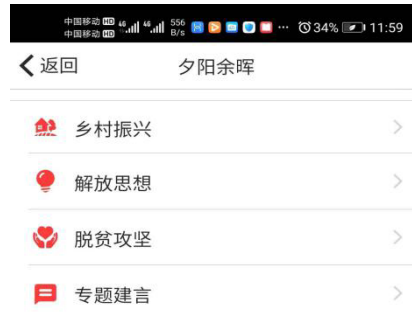 中国移动 HD 4G 4G 556 34% 11:59
中国移动 HD B/s
返回 夕阳余晖
乡村振兴
解放思想
脱贫攻坚
专题建言